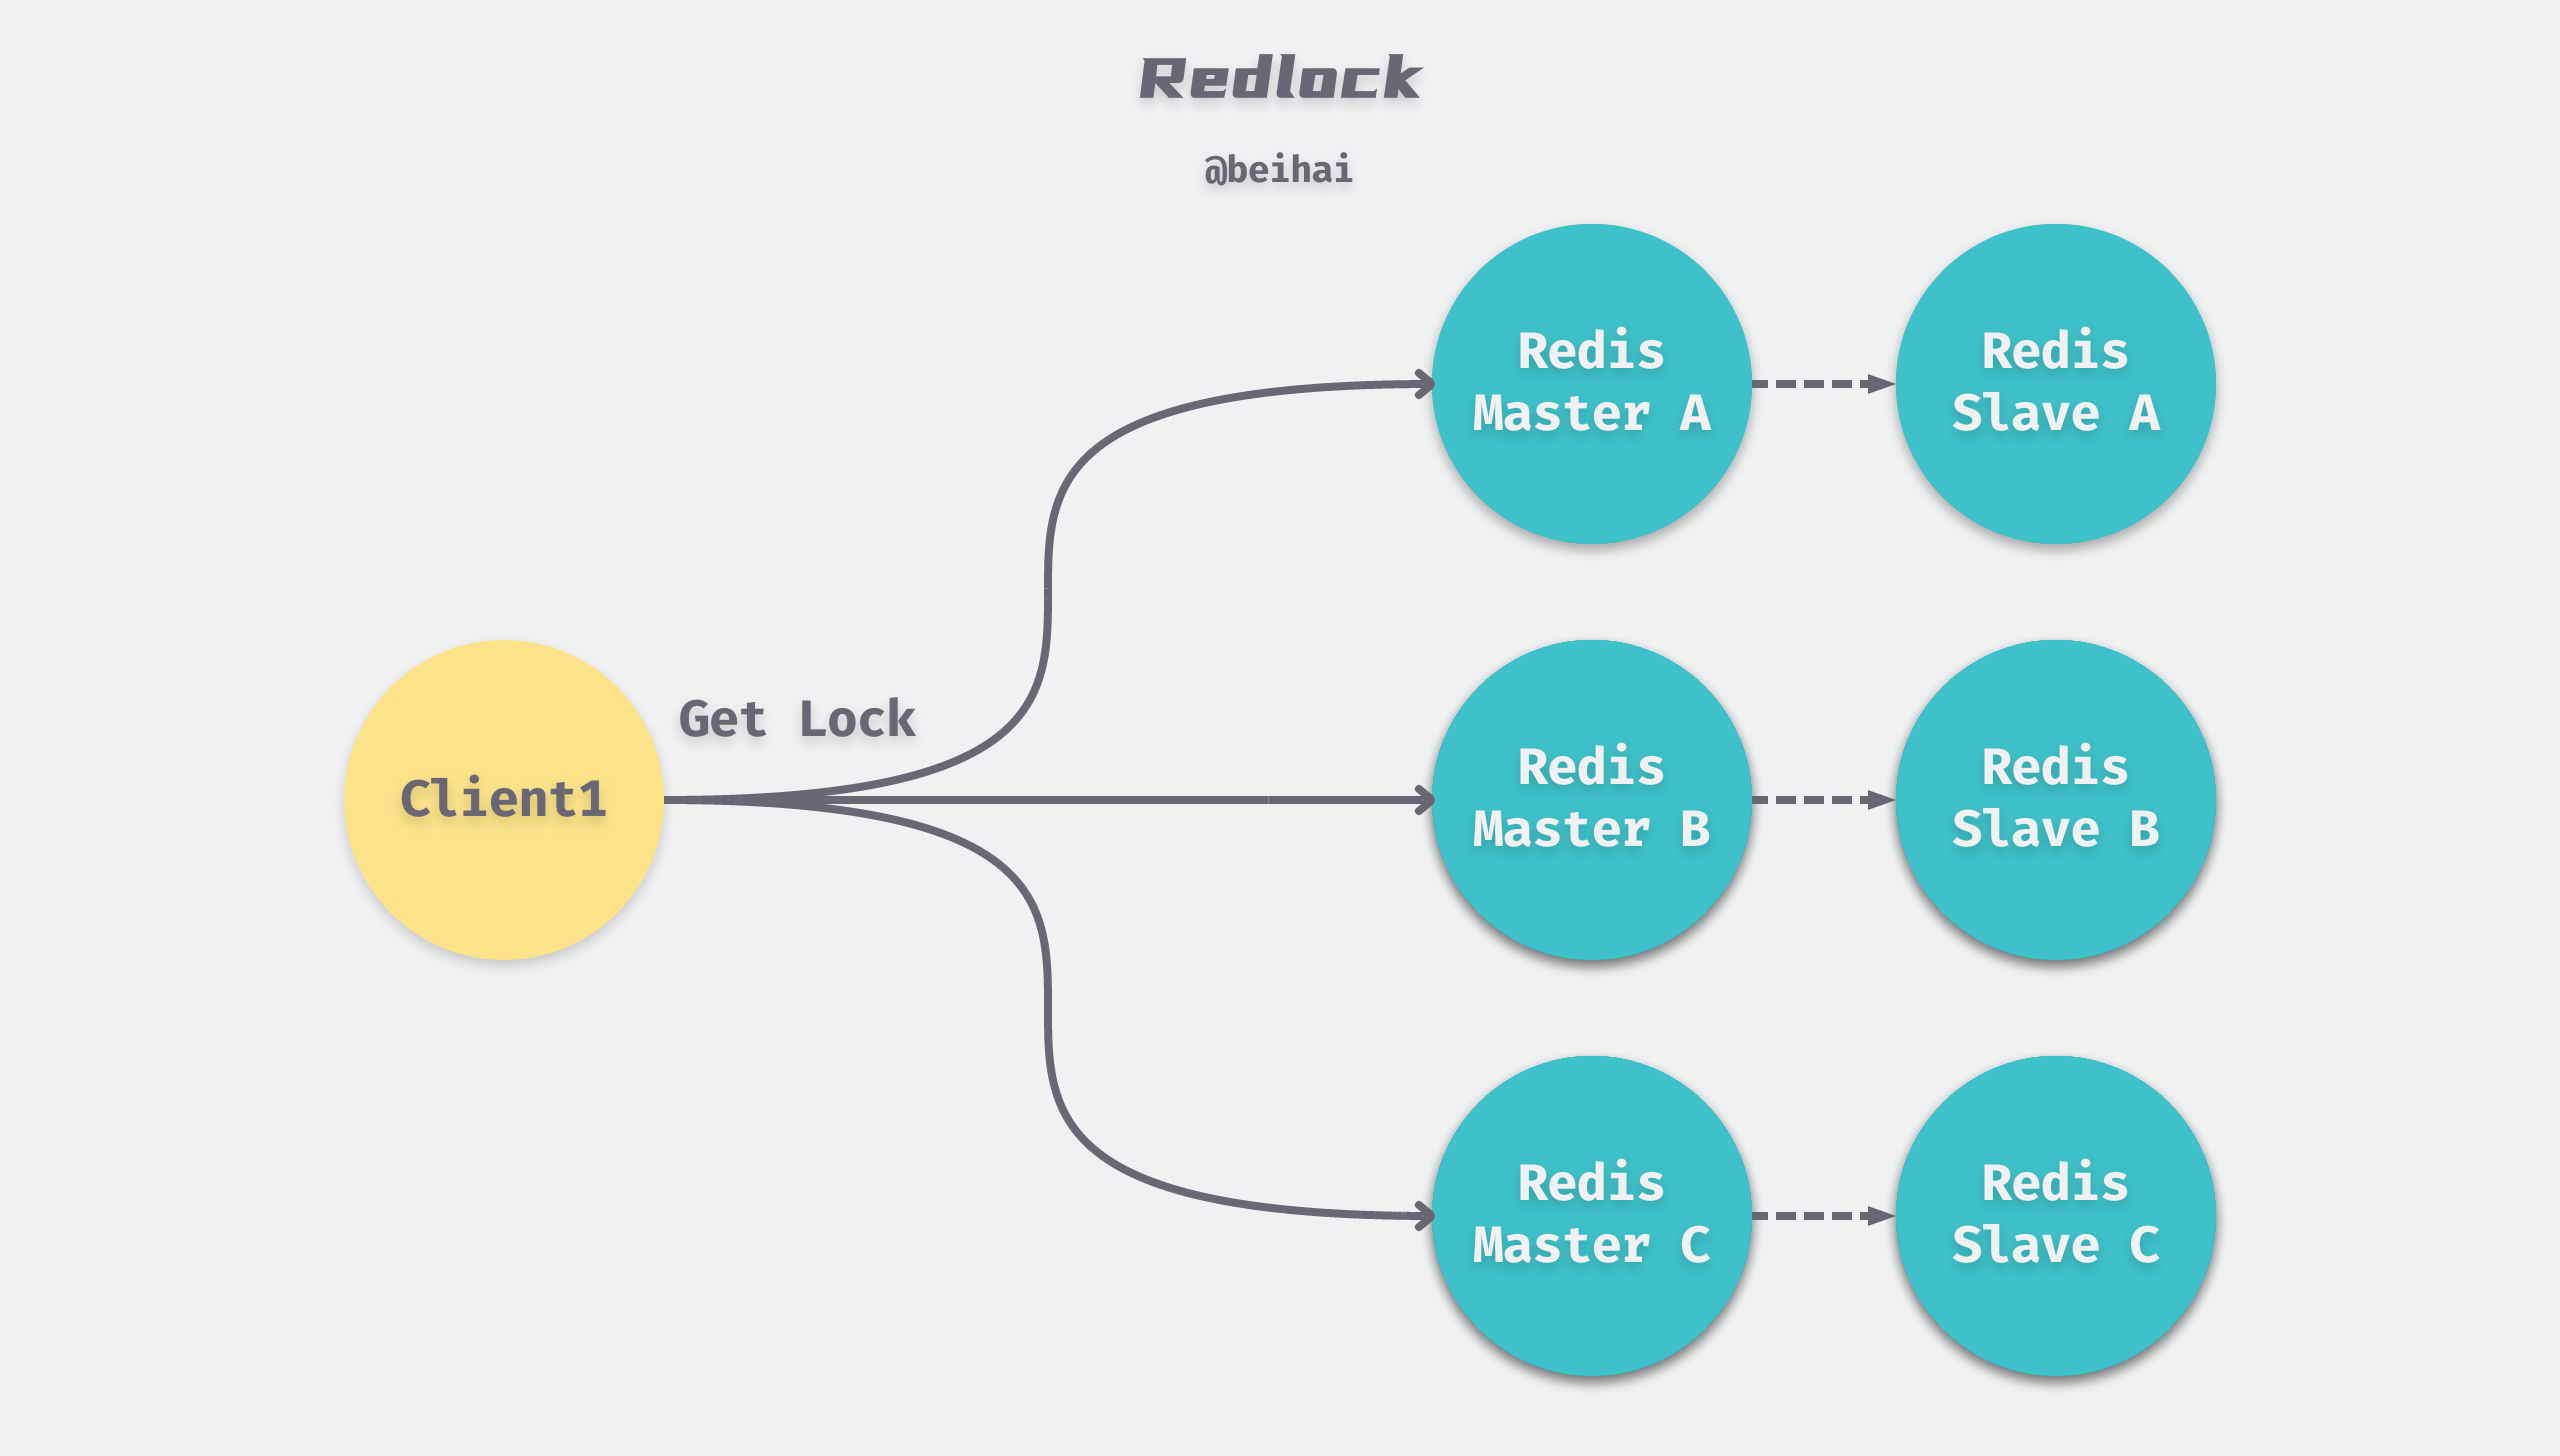 Redlock
@beihai
Redis
Master A
Redis
Slave A
Get Lock
Client1
Redis
Master B
Redis
Slave B
Redis
Master C
Redis
Slave C